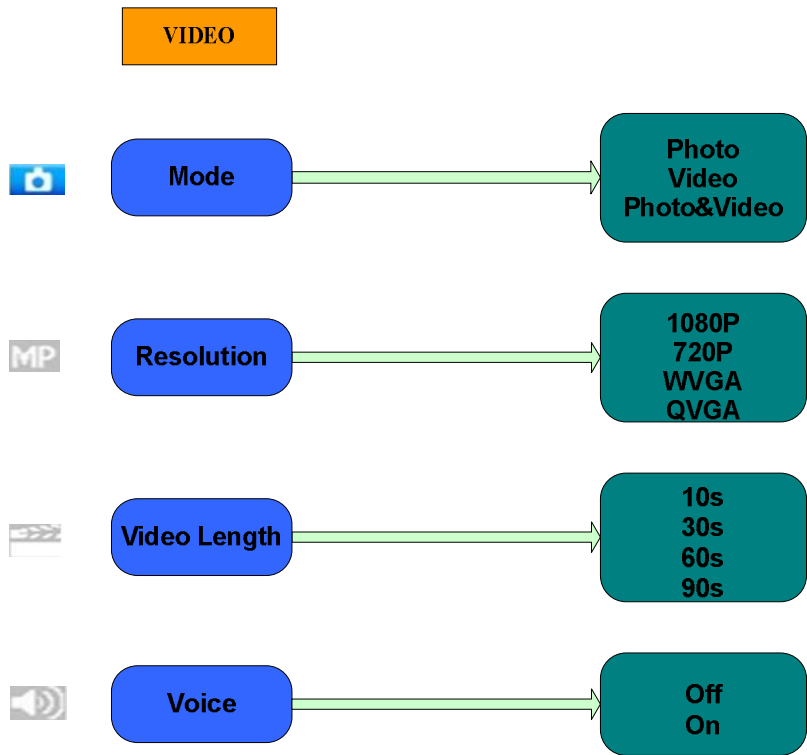 VIDEO
Mode
Photo
Video
Photo&Video
MP
Resolution
1080P
720P
WVGA
QVGA
Video Length
10s
30s
60s
90s
Voice
Off
On